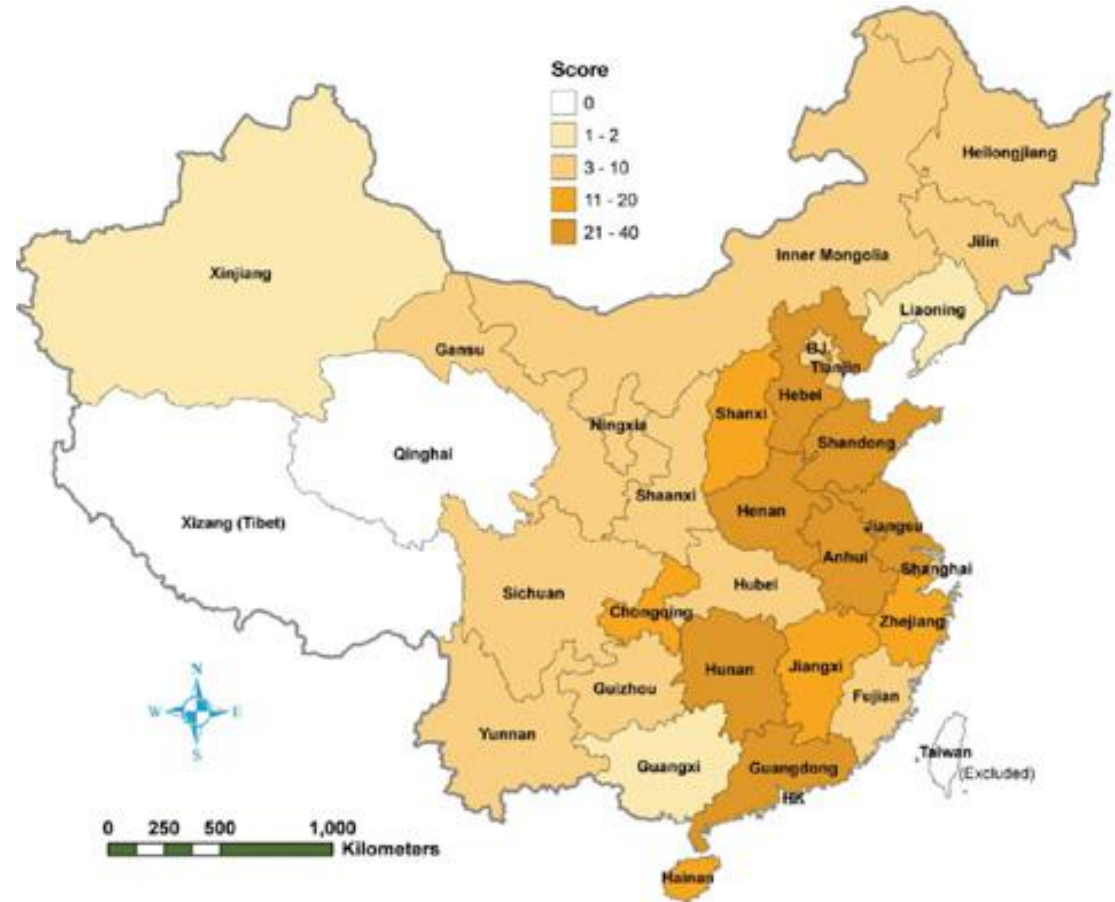 Score
0
1 - 2
3 - 10
11 - 20
21 - 40
Heilongjiang
Jilin
Inner Mongolia
Liaoning
Xinjiang
Gansu
BJ
Tianjin
Hebei
Shanxi
Ningxia
Shandong
Qinghai
Shaanxi
Henan
Jiangsu
Xizang (Tibet)
Anhui
Shanghai
Hubei
Sichuan
Chongqing
Zhejiang
Hunan
Jiangxi
Guizhou
Fujian
N
W E
S
Yunnan
Guangxi
Guangdong
Taiwan
(Excluded)
HK
0 250 500 1,000
Kilometers
Hainan